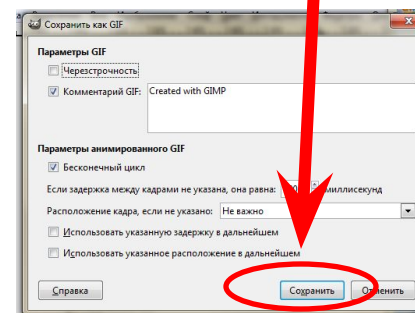 Сохранить как GIF
Параметры GIF
Черезстрочность
Комментарий GIF: Created with GIMP
Параметры анимированного GIF
Бесконечный цикл
Если задержка между кадрами не указана, она равна: миллисекунд
Расположение кадра, если не указано: Не важно
Использовать указанную задержку в дальнейшем
Использовать указанное расположение в дальнейшем
Справка Сохранить Отменить